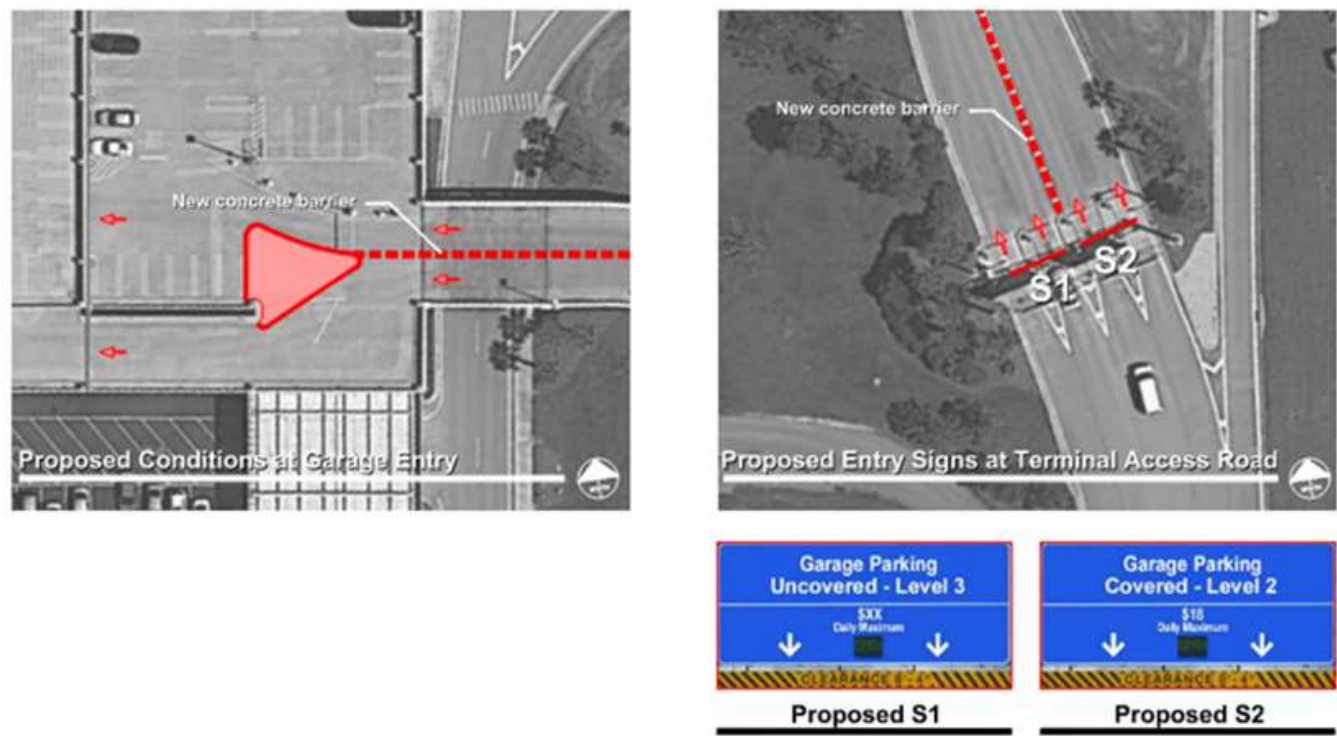 New concrete barrier
Proposed Conditions at Garage Entry
New concrete barrier
S1
S2
Proposed Entry Signs at Terminal Access Road
Garage Parking
Uncovered - Level 3
$XX
Daily Maximum
CLEARANCE
Proposed S1
Garage Parking
Covered - Level 2
$18
Daily Maximum
CLEARANCE
Proposed S2